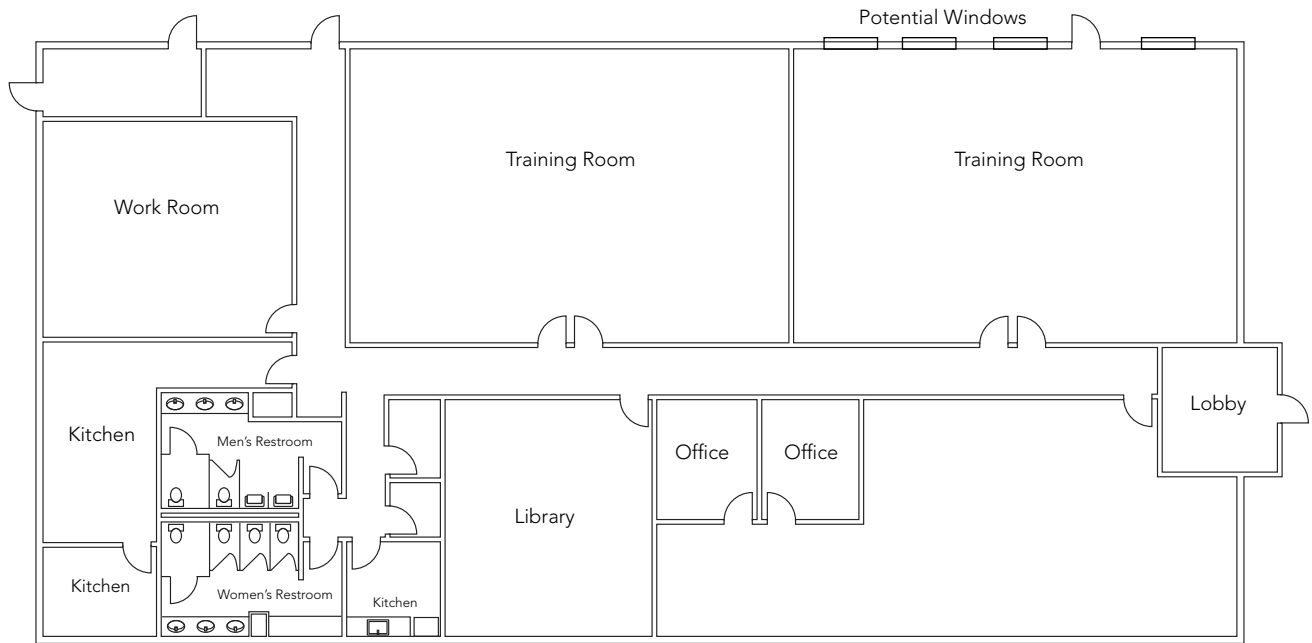 Potential Windows
Training Room
Training Room
Work Room
Lobby
Kitchen
Men's Restroom
Office
Office
Library
Kitchen
Women's Restroom
Kitchen